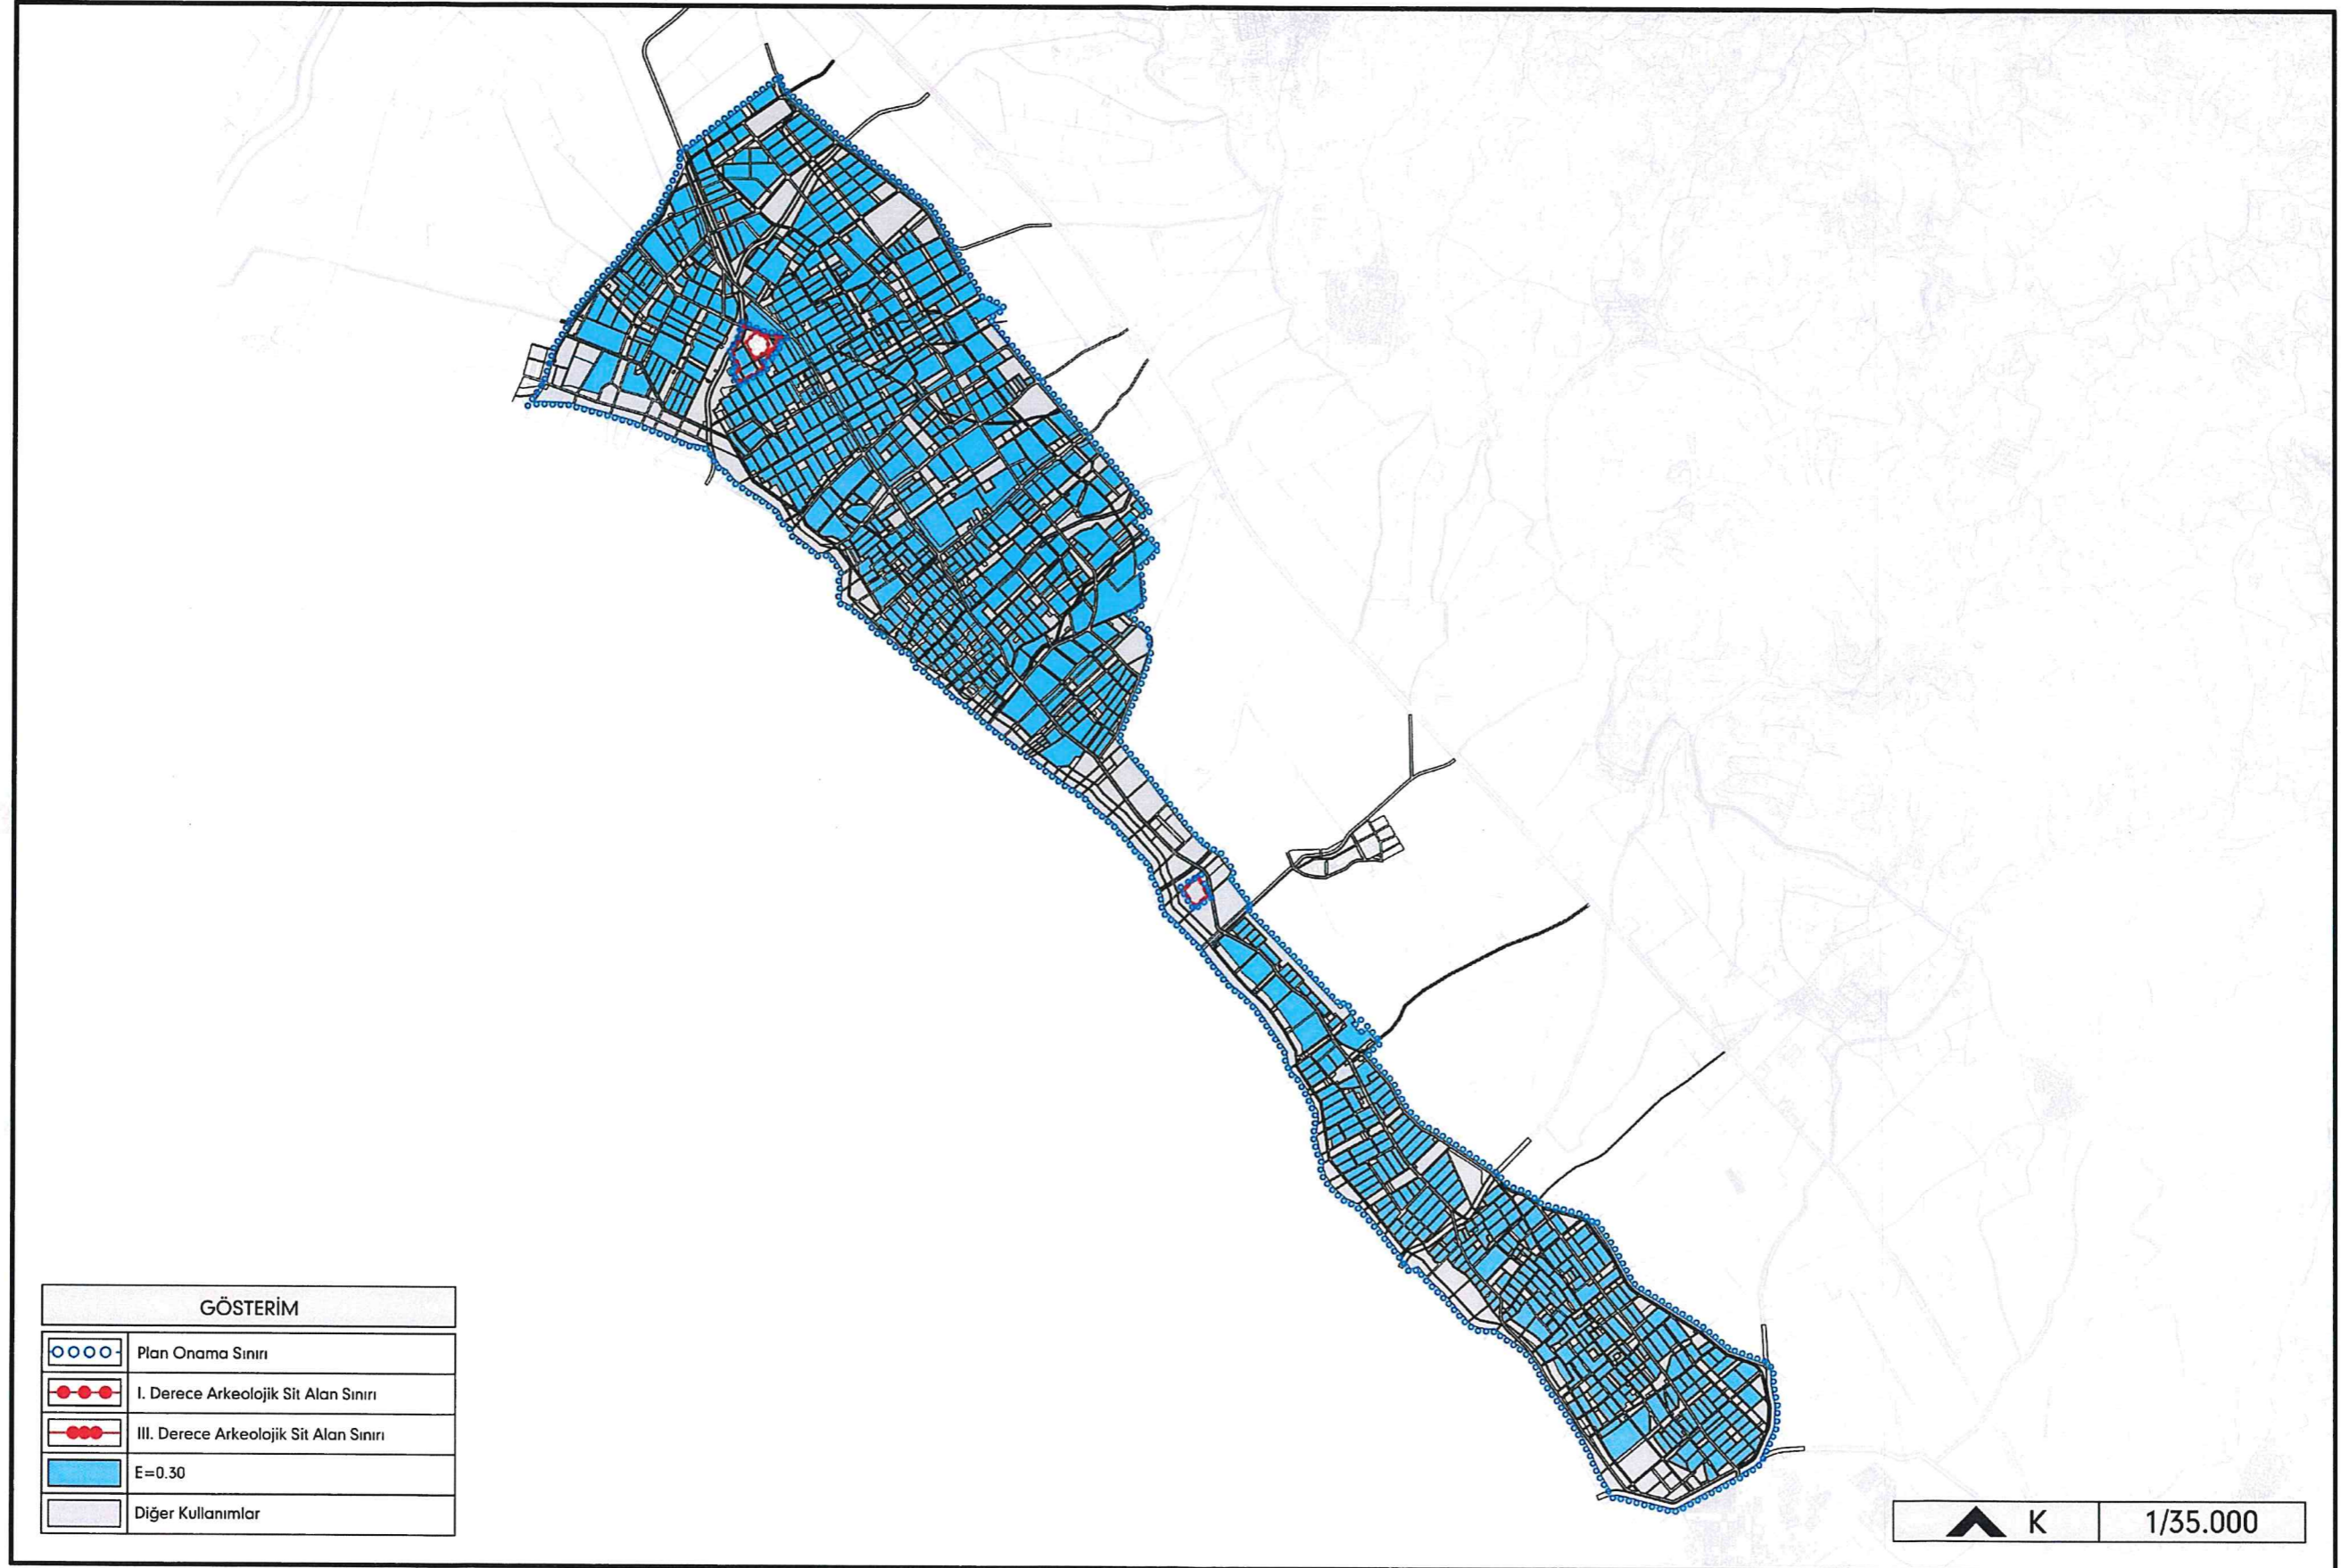 GÖSTERİM
Plan Onama Sınırı
I. Derece Arkeolojik Sit Alan Sınırı
III. Derece Arkeolojik Sit Alan Sınırı
E=0.30
Diğer Kullanımlar
K
1/35.000